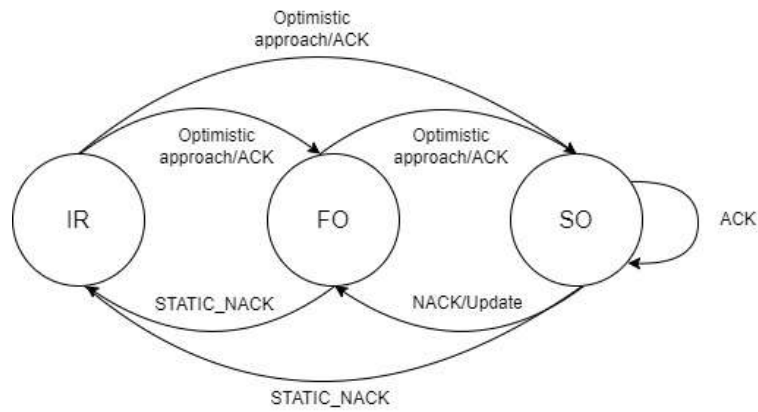 Optimistic
approach/ACK
Optimistic
approach/ACK
Optimistic
approach/ACK
IR
FO
SO
ACK
STATIC_NACK
NACK/Update
STATIC_NACK